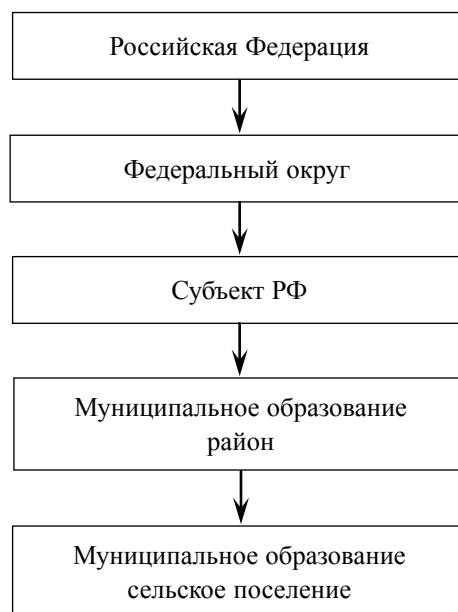 Российская Федерация
Федеральный округ
Субъект РФ
Муниципальное образование
район
Муниципальное образование
сельское поселение